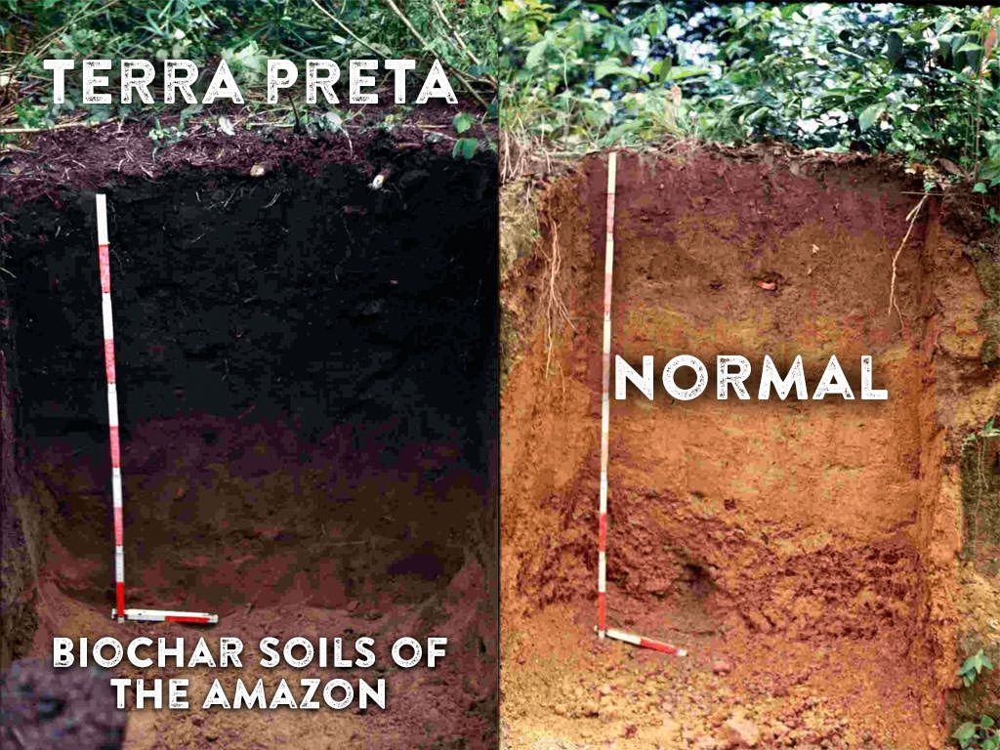 TERRA PRETA
NORMAL
BIOCHAR SOILS OF
THE AMAZON